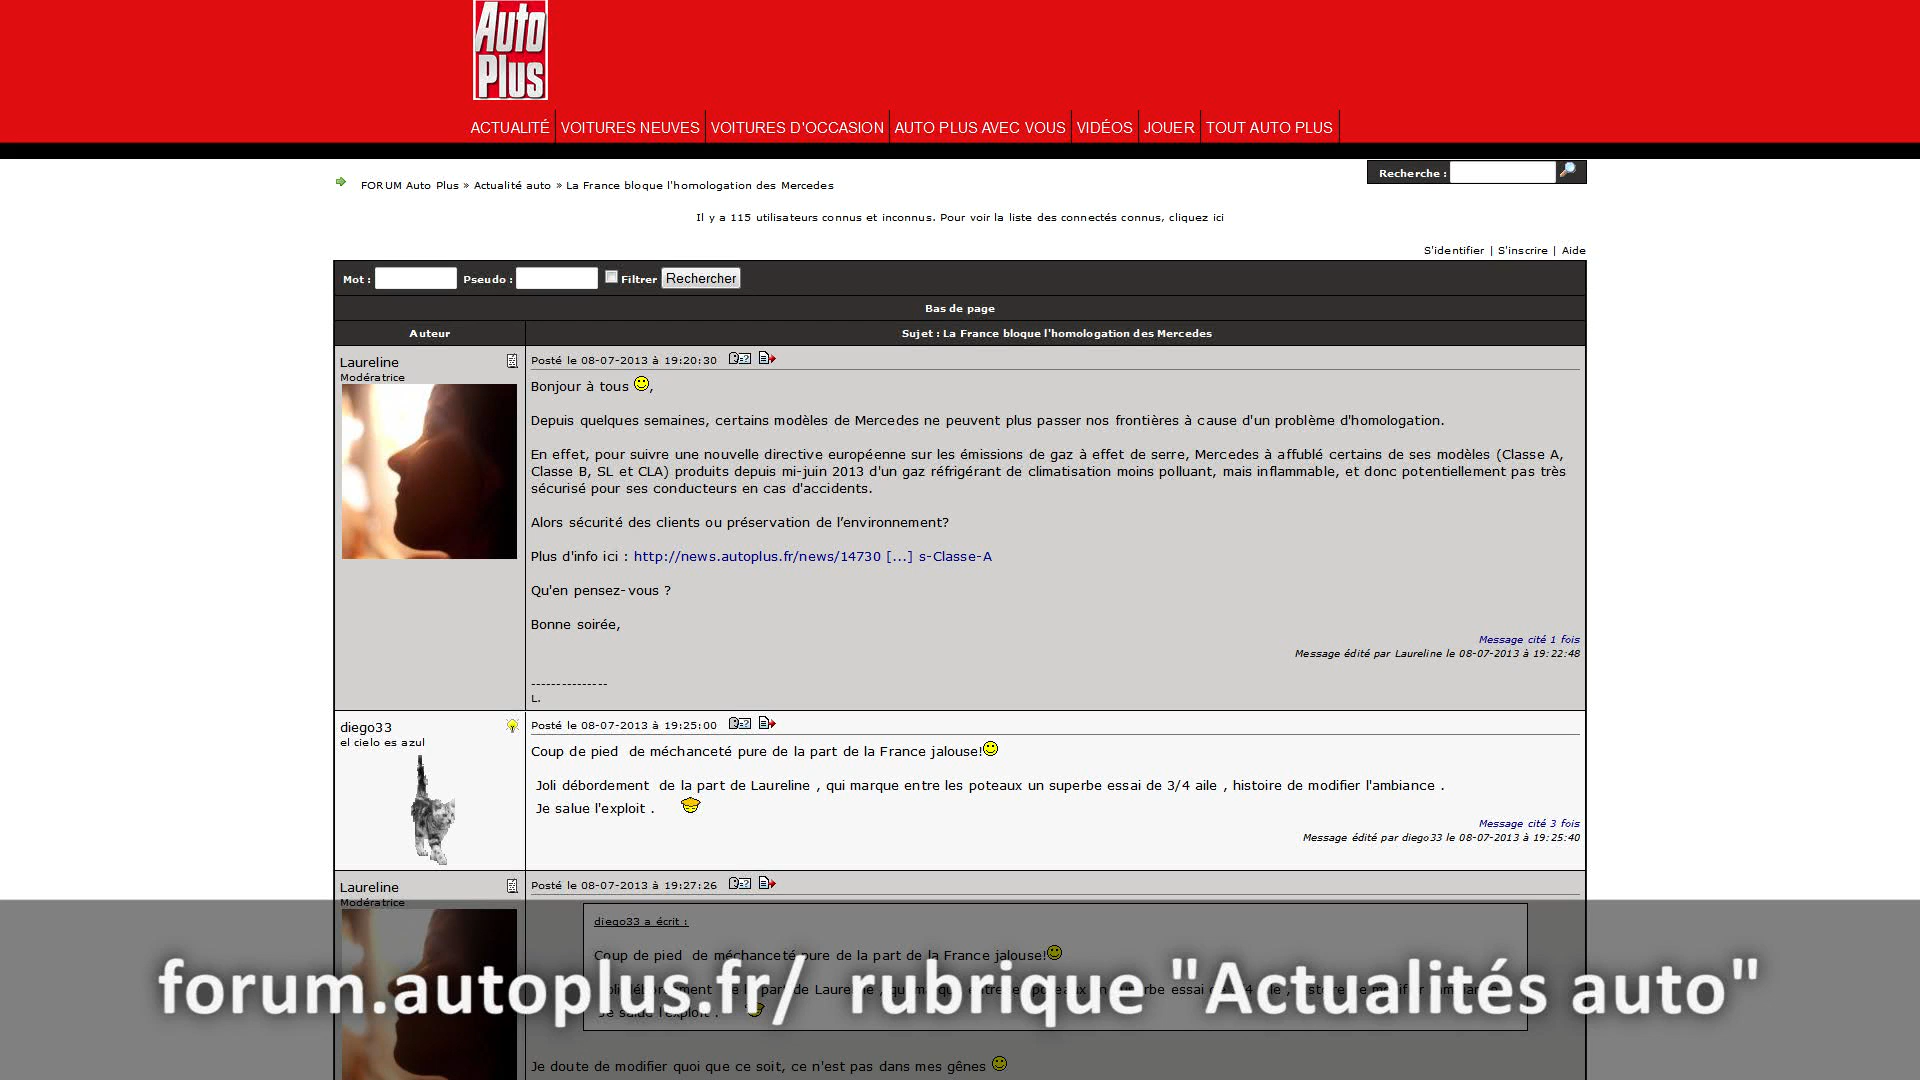 Auto
Plus
ACTUALITÉ VOITURES NEUVES VOITURES D'OCCASION AUTO PLUS AVEC VOUS VIDÉOS JOUER TOUT AUTO PLUS
Recherche :
FORUM Auto Plus » Actualité auto » La France bloque l'homologation des Mercedes
Il y a 115 utilisateurs connus et inconnus. Pour voir la liste des connectés connus, cliquez ici
S'identifier | S'inscrire | Aide
Mot : Pseudo : Filtrer Rechercher
Bas de page
Auteur Sujet : La France bloque l'homologation des Mercedes
Laureline
Modératrice
Posté le 08-07-2013 à 19:20:30
Bonjour à tous ,
Depuis quelques semaines, certains modèles de Mercedes ne peuvent plus passer nos frontières à cause d'un problème d'homologation.
En effet, pour suivre une nouvelle directive européenne sur les émissions de gaz à effet de serre, Mercedes à affublé certains de ses modèles (Classe A,
Classe B, SL et CLA) produits depuis mi-juin 2013 d'un gaz réfrigérant de climatisation moins polluant, mais inflammable, et donc potentiellement pas très
sécurisé pour ses conducteurs en cas d'accidents.
Alors sécurité des clients ou préservation de l’environnement?
Plus d'info ici : http://news.autoplus.fr/news/14730 [...] s-Classe-A
Qu'en pensez-vous ?
Bonne soirée,
Message cité 1 fois
Message édité par Laureline le 08-07-2013 à 19:22:48
---------------
L.
diego33
el cielo es azul
Posté le 08-07-2013 à 19:25:00
Coup de pied  de méchanceté pure de la part de la France jalouse!
Joli débordement  de la part de Laureline , qui marque entre les poteaux un superbe essai de 3/4 aile , histoire de modifier l'ambiance .
Je salue l'exploit .
Message cité 3 fois
Message édité par diego33 le 08-07-2013 à 19:25:40
Laureline
Modératrice
Posté le 08-07-2013 à 19:27:26
diego33 a écrit :
Coup de pied  de méchanceté pure de la part de la France jalouse!
forum.autoplus.fr/ rubrique "Actualités auto"
Je salue l'exploit .
Je doute de modifier quoi que ce soit, ce n'est pas dans mes gênes